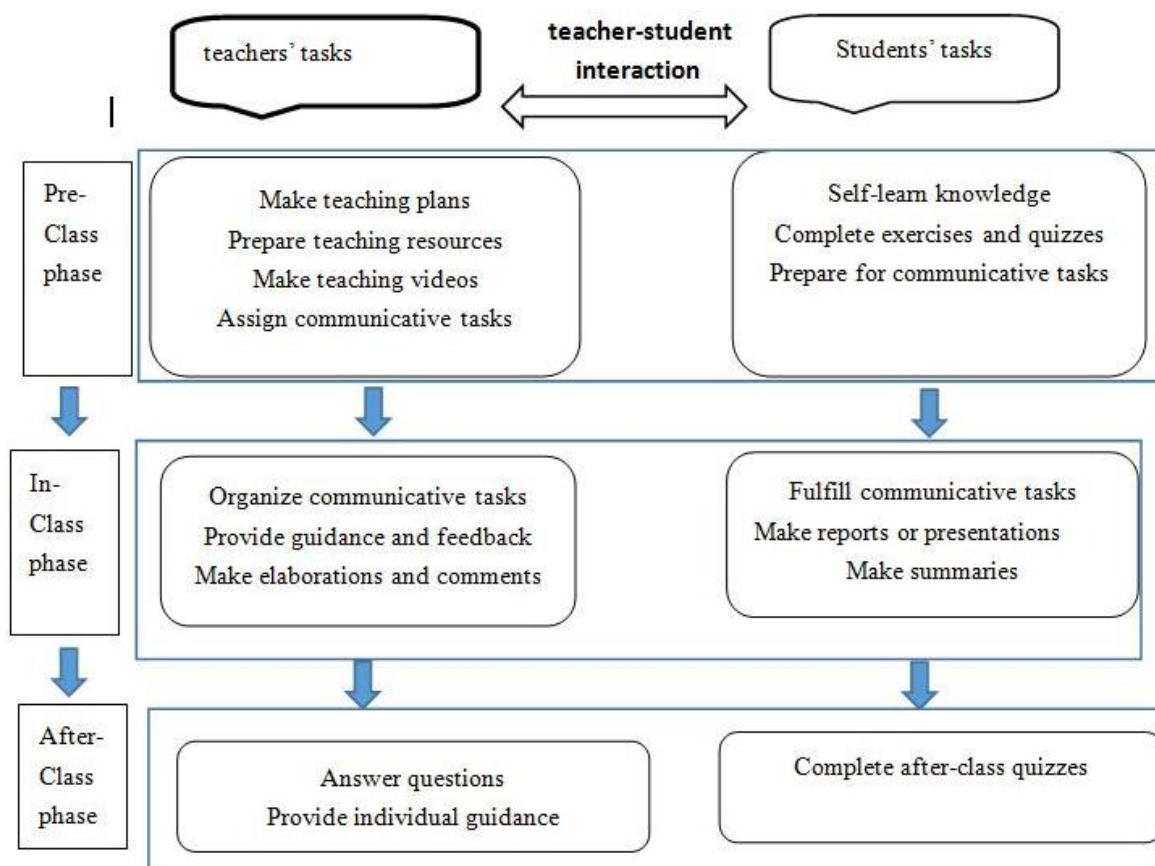 teachers’ tasks
teacher-student
interaction
Students’ tasks
Pre-
Class
phase
Make teaching plans
Prepare teaching resources
Make teaching videos
Assign communicative tasks
Self-learn knowledge
Complete exercises and quizzes
Prepare for communicative tasks
In-
Class
phase
Organize communicative tasks
Provide guidance and feedback
Make elaborations and comments
Fulfill communicative tasks
Make reports or presentations
Make summaries
After-
Class
phase
Answer questions
Provide individual guidance
Complete after-class quizzes